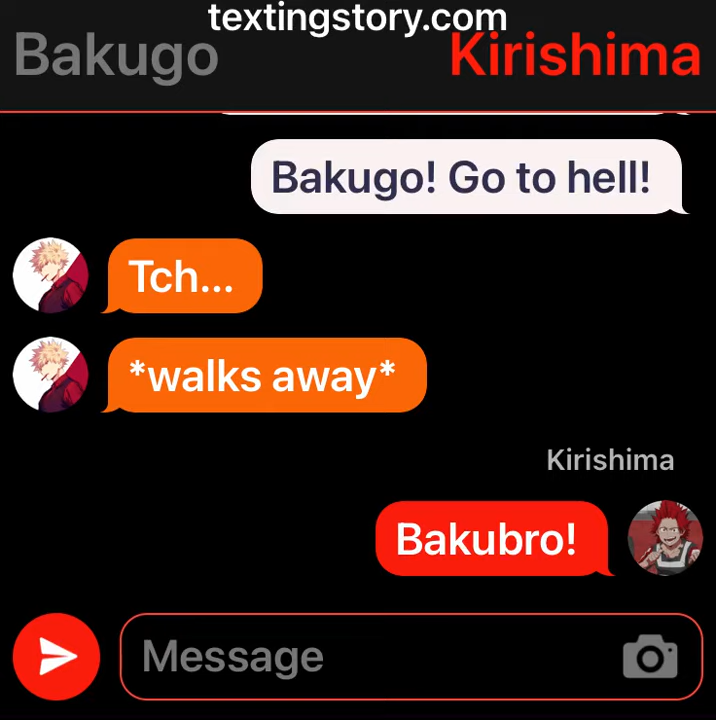 textingstory.com
Bakugo
Kirishima
Bakugo! Go to hell!
Tch...
*walks away*
Kirishima
Bakubro!
Message